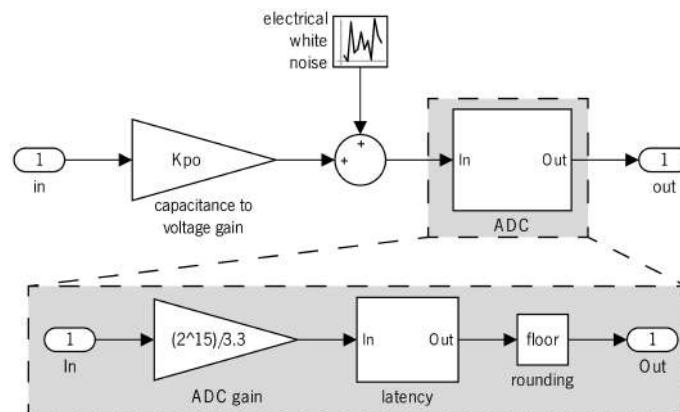 electrical
white
noise
1
in
Kpo
capacitance to
voltage gain
+
+
In
Out
ADC
1
out
1
In
(2^15)/3.3
ADC gain
In
Out
latency
floor
rounding
1
Out